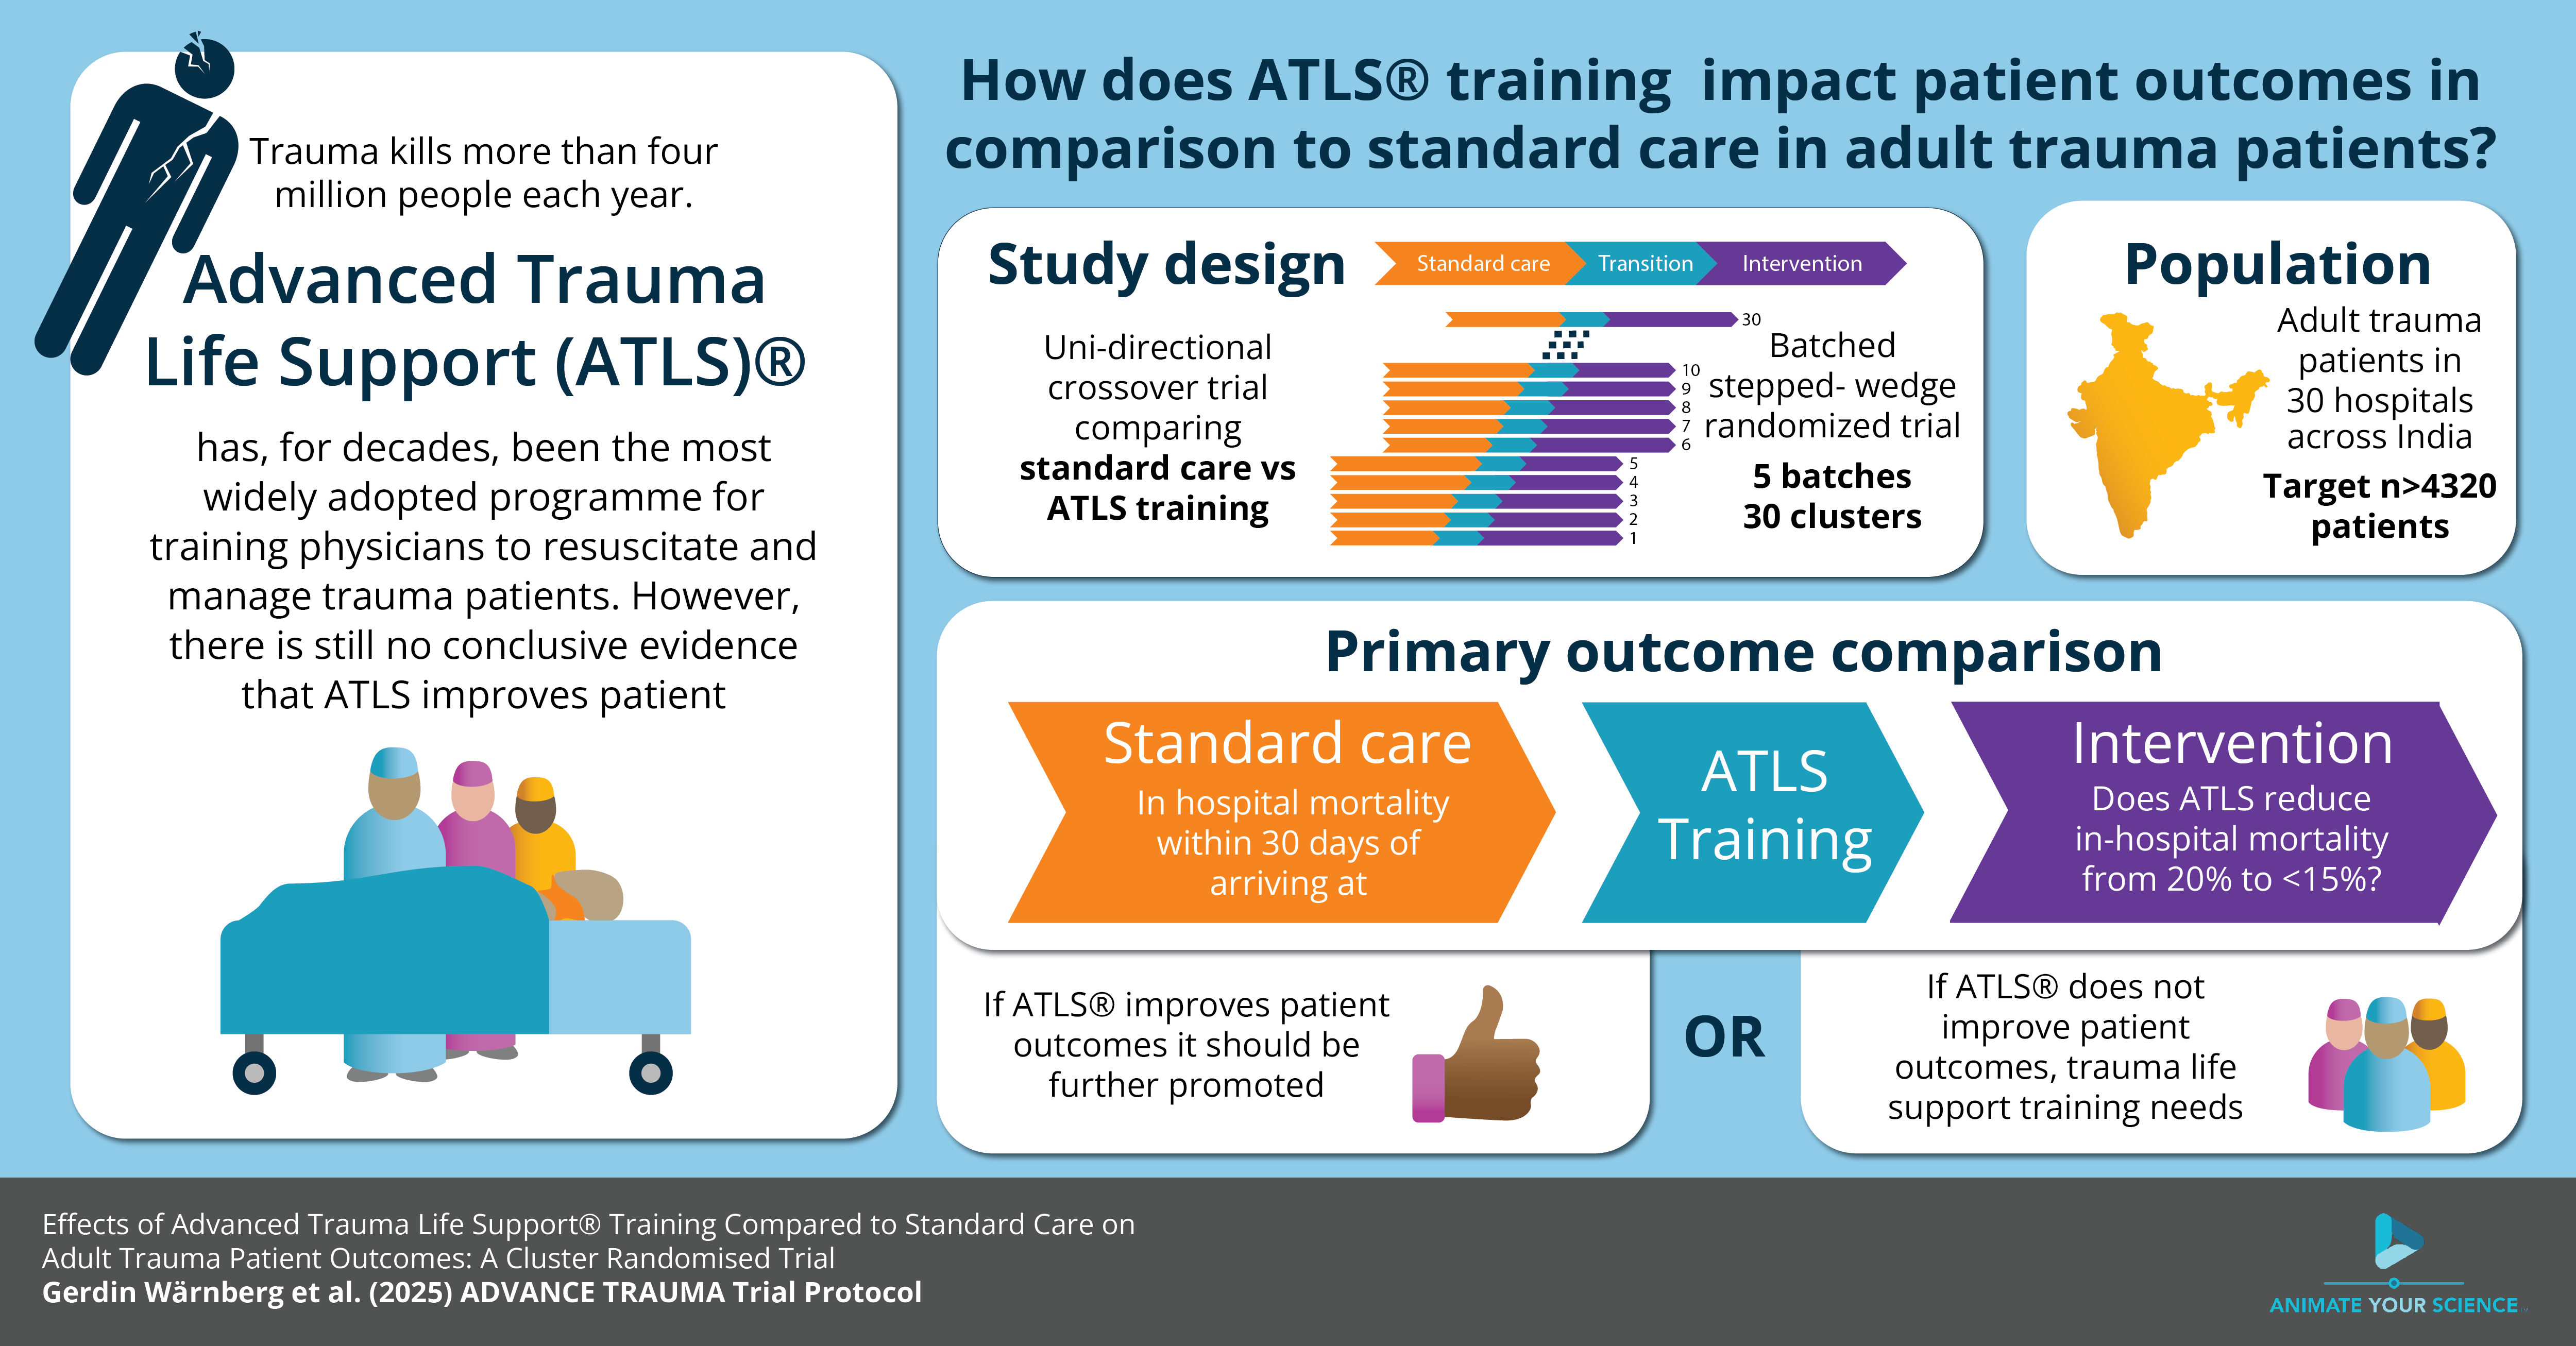 Trauma kills more than four
million people each year.
Advanced Trauma
Life Support (ATLS)®
has, for decades, been the most
widely adopted programme for
training physicians to resuscitate and
manage trauma patients. However,
there is still no conclusive evidence
that ATLS improves patient
How does ATLS® training  impact patient outcomes in
comparison to standard care in adult trauma patients?
Study design
Standard care
Transition
Intervention
Uni-directional
crossover trial
comparing
standard care vs
ATLS training
30
10
9
8
7
6
5
4
3
2
1
Batched
stepped- wedge
randomized trial
5 batches
30 clusters
Population
Adult trauma
patients in
30 hospitals
across India
Target n>4320
patients
Primary outcome comparison
Standard care
In hospital mortality
within 30 days of
arriving at
ATLS
Training
Intervention
Does ATLS reduce
in-hospital mortality
from 20% to <15%?
If ATLS® improves patient
outcomes it should be
further promoted
OR
If ATLS® does not
improve patient
outcomes, trauma life
support training needs
Effects of Advanced Trauma Life Support® Training Compared to Standard Care on
Adult Trauma Patient Outcomes: A Cluster Randomised Trial
Gerdin Wärnberg et al. (2025) ADVANCE TRAUMA Trial Protocol
ANIMATE YOUR SCIENCE™